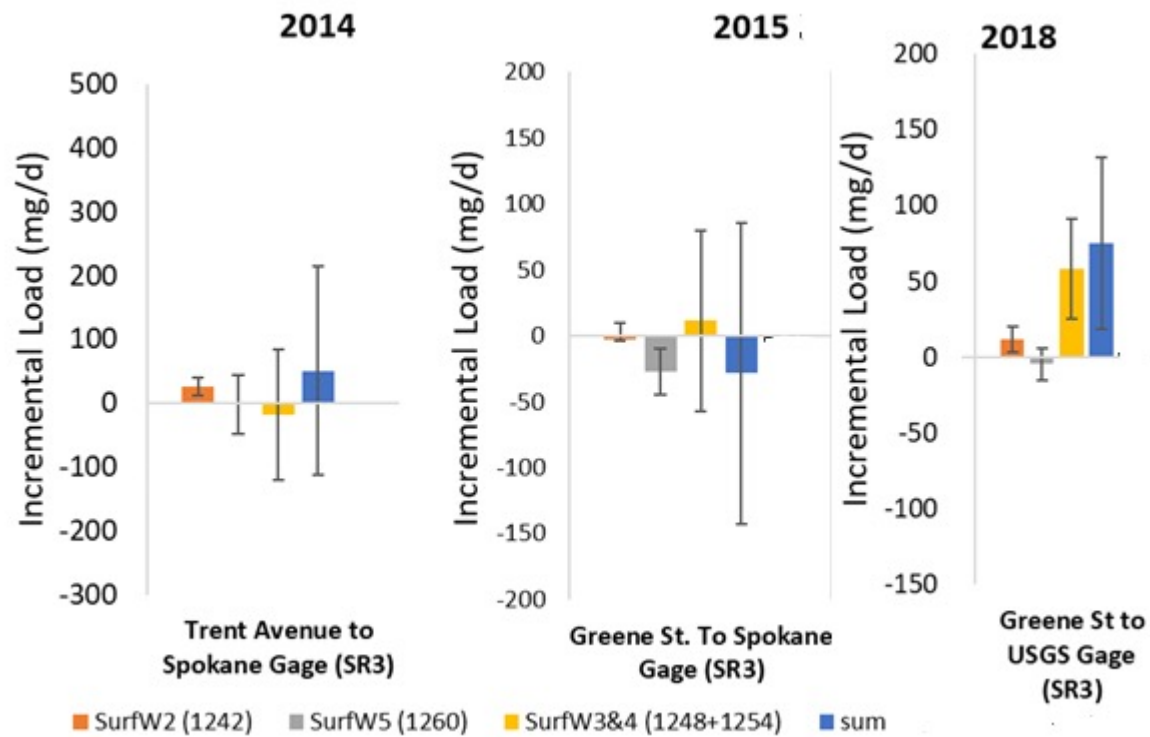 2014
500
400
300
200
100
0
-100
-200
-300
Incremental Load (mg/d)
Trent Avenue to
Spokane Gage (SR3)
2015
200
150
100
50
0
-50
-100
-150
-200
Incremental Load (mg/d)
Greene St. To Spokane
Gage (SR3)
2018
200
150
100
50
0
-50
-100
-150
Incremental Load (mg/d)
Greene St to
USGS Gage
(SR3)
SurfW2 (1242) SurfW5 (1260) SurfW3&4 (1248+1254) sum